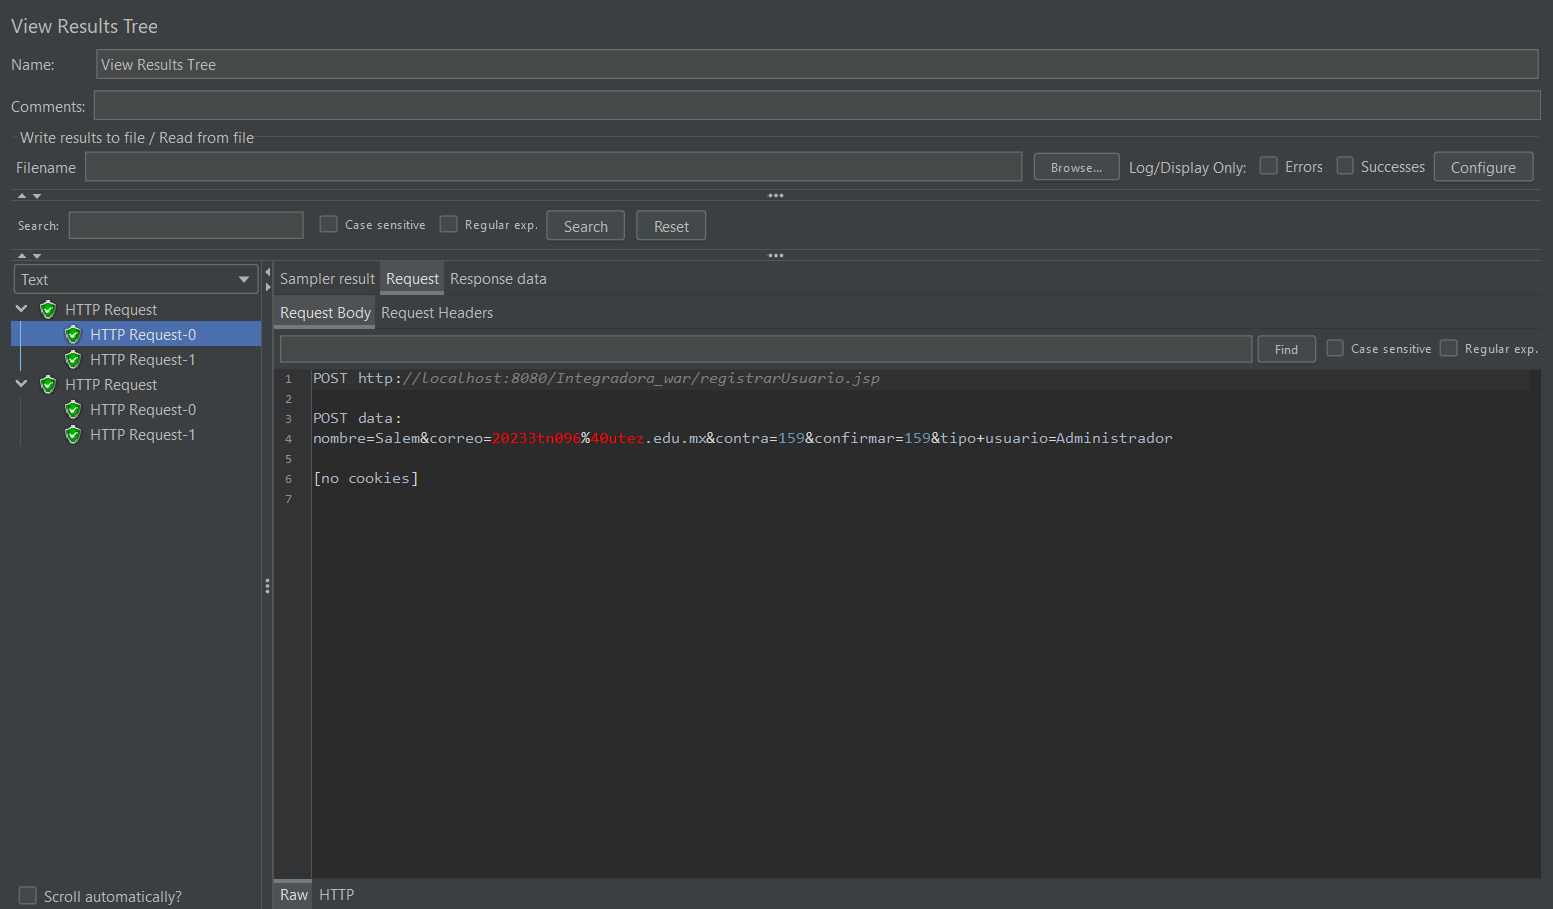 View Results Tree
Name: View Results Tree
Comments:
Write results to file / Read from file
Filename Browse... Log/Display Only: Errors Successes Configure
Search: Case sensitive Regular exp. Search Reset
Text
HTTP Request
HTTP Request-0
HTTP Request-1
HTTP Request
HTTP Request-0
HTTP Request-1
Scroll automatically?
Sampler result Request Response data
Request Body Request Headers
Find Case sensitive Regular exp.
1 POST http://localhost:8080/Integradora_war/registrarUsuario.jsp
2
3 POST data:
4 nombre=Salem&correo=20233tn096%40utez.edu.mx&contra=159&confirmar=159&tipo+usuario=Administrador
5
6 [no cookies]
7
Raw HTTP